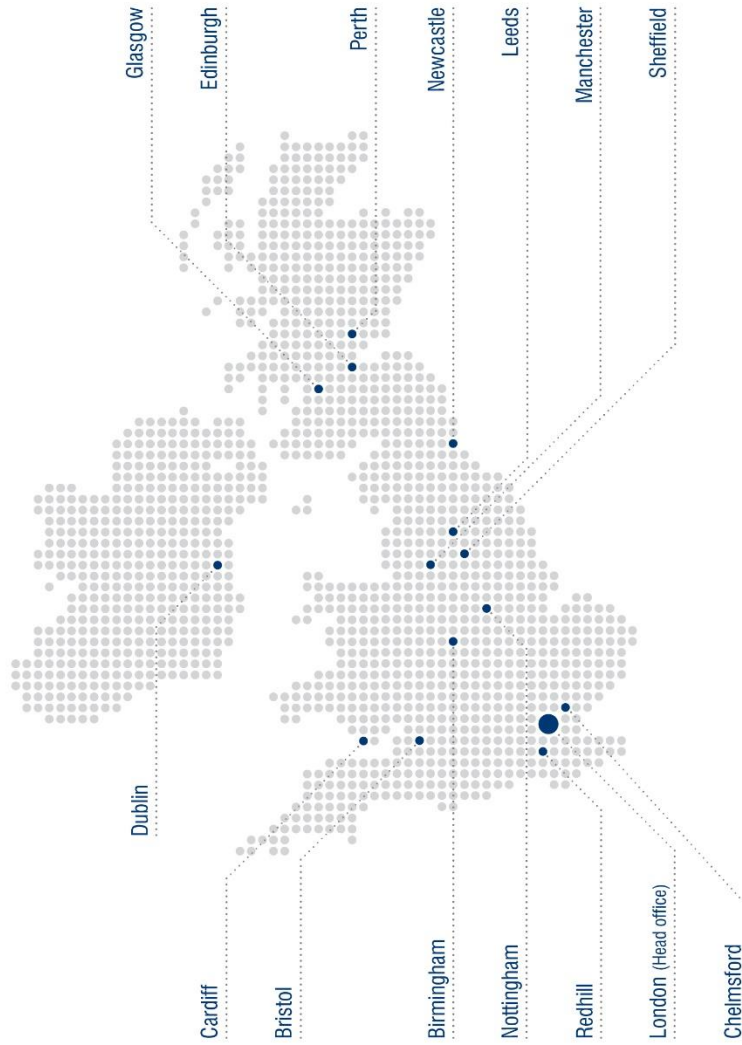 Glasgow
Edinburgh
Perth
Newcastle
Leeds
Manchester
Sheffield
Dublin
Cardiff
Bristol
Birmingham
Nottingham
Redhill
London (Head office)
Chelmsford